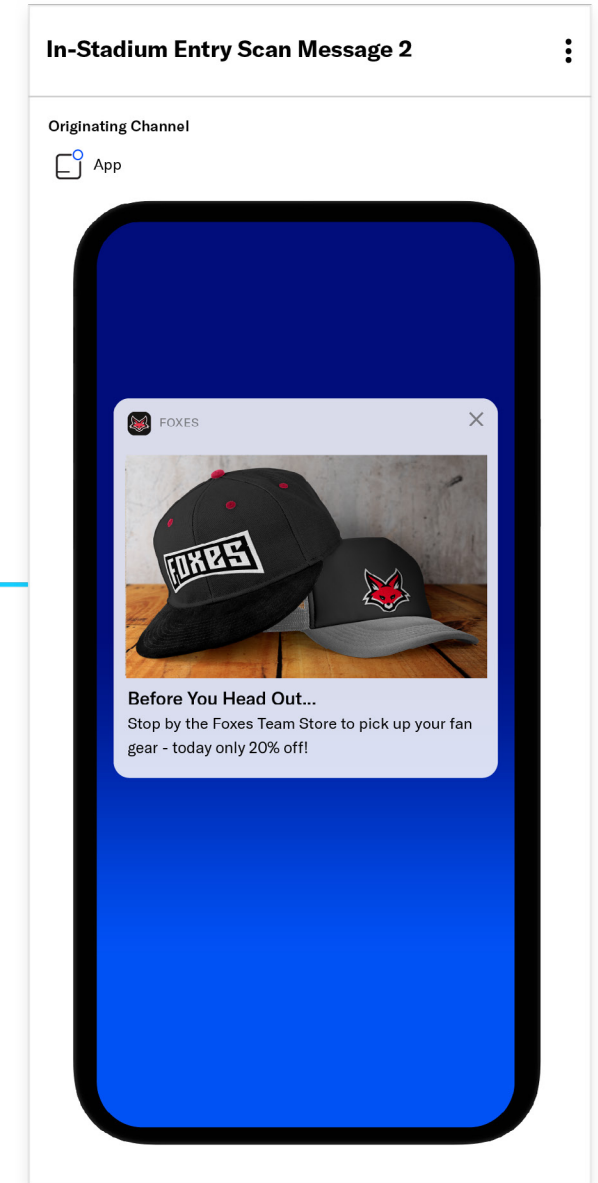 In-Stadium Entry Scan Message 2
Originating Channel
App
FOXES
FOXES
Before You Head Out...
Stop by the Foxes Team Store to pick up your fan
gear - today only 20% off!